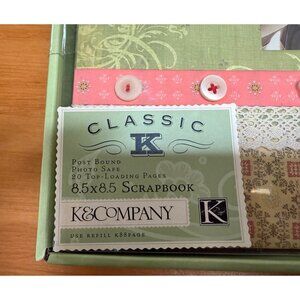 CLASSIC
K
POST BOUND
PHOTO SAFE
20 TOP-LOADING PAGES
8.5x8.5 SCRAPBOOK
K&COMPANY
K
USE REFILL K88PAGE